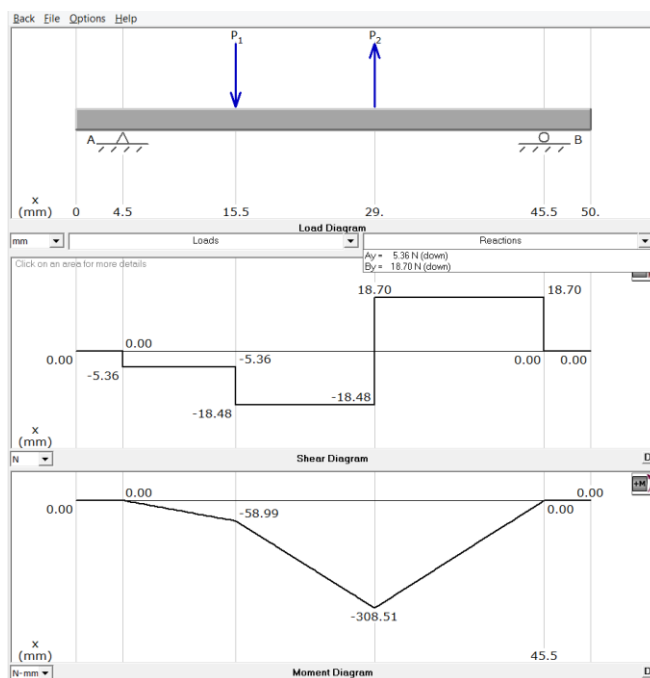 Back File Options Help
P1 P2
A B
x
(mm) 0 4.5 15.5 29. 45.5 50.
Load Diagram
mm Loads Reactions
Click on an area for more details
Ay = 5.36 N (down)
By = 18.70 N (down)
18.70 18.70
0.00 0.00 -5.36 0.00 0.00
-5.36
-18.48 -18.48
x
(mm)
N Shear Diagram D
+M
0.00 0.00 -58.99 0.00 0.00
-308.51
x
(mm) 45.5
N-mm Moment Diagram D